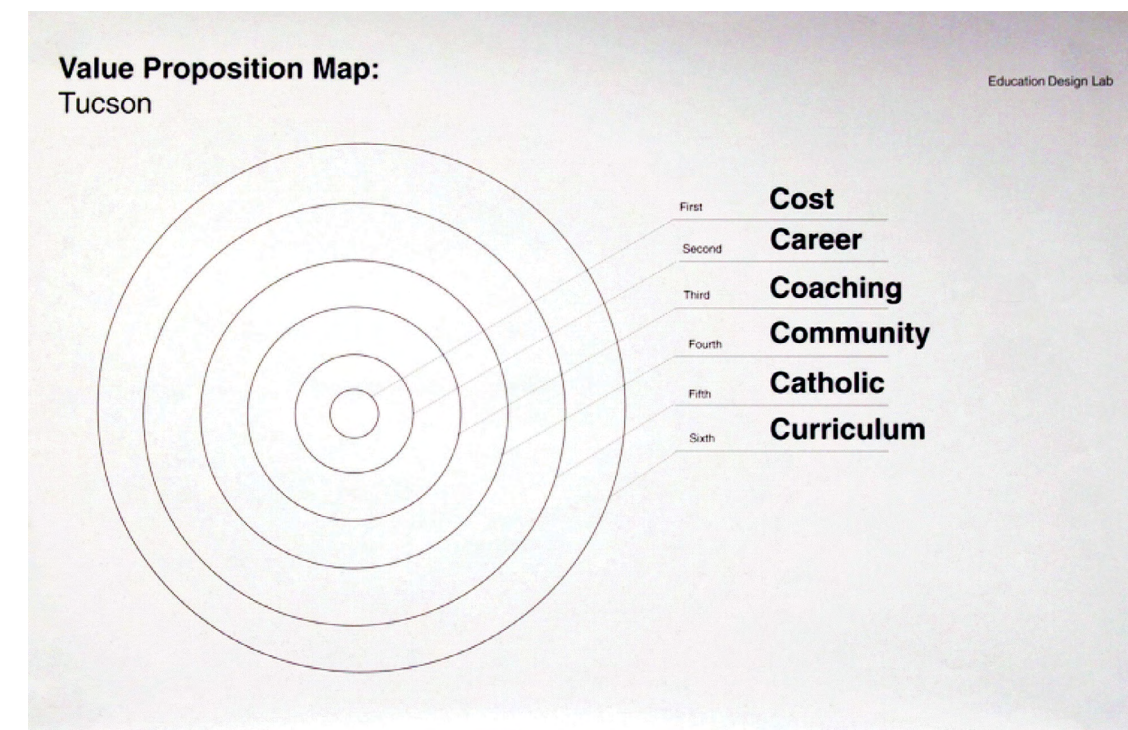 Value Proposition Map:
Tucson
Education Design Lab
First Cost
Second Career
Third Coaching
Fourth Community
Fifth Catholic
Sixth Curriculum